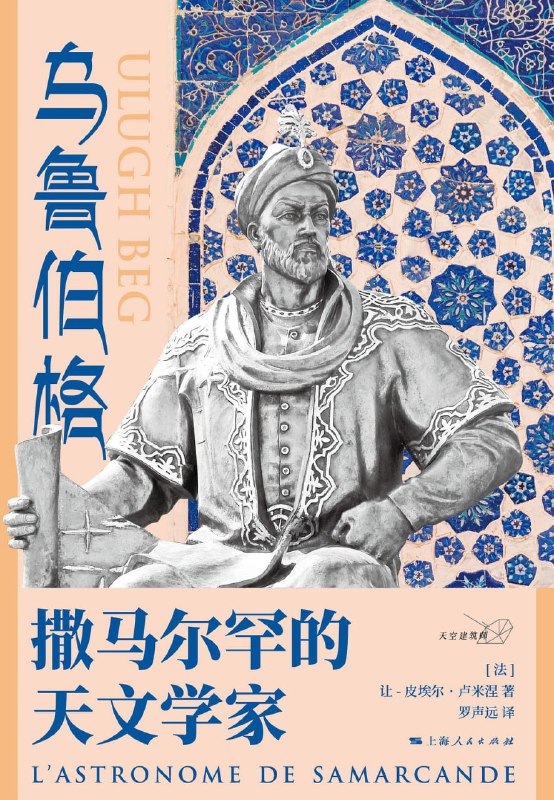 乌鲁伯格
ULUGH BEG
撒马尔罕的
天文学家
天空建筑师
[法]
让-皮埃尔·卢米涅 著
罗声远 译
上海人民出版社
L'ASTRONOME DE SAMARCANDE